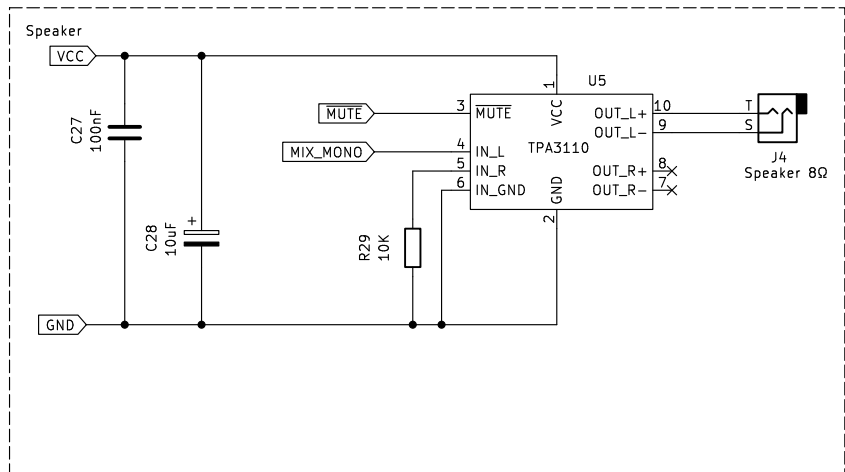 Speaker
VCC
U5
1
VCC
C27
100nF
MUTE
3
MUTE
OUT_L+
10
T
OUT_L-
9
S
MIX_MONO
4
IN_L
TPA3110
J4
Speaker 8Ω
5
IN_R
OUT_R+
8
6
IN_GND
OUT_R-
7
GND
2
C28
+
10uF
R29
10K
GND